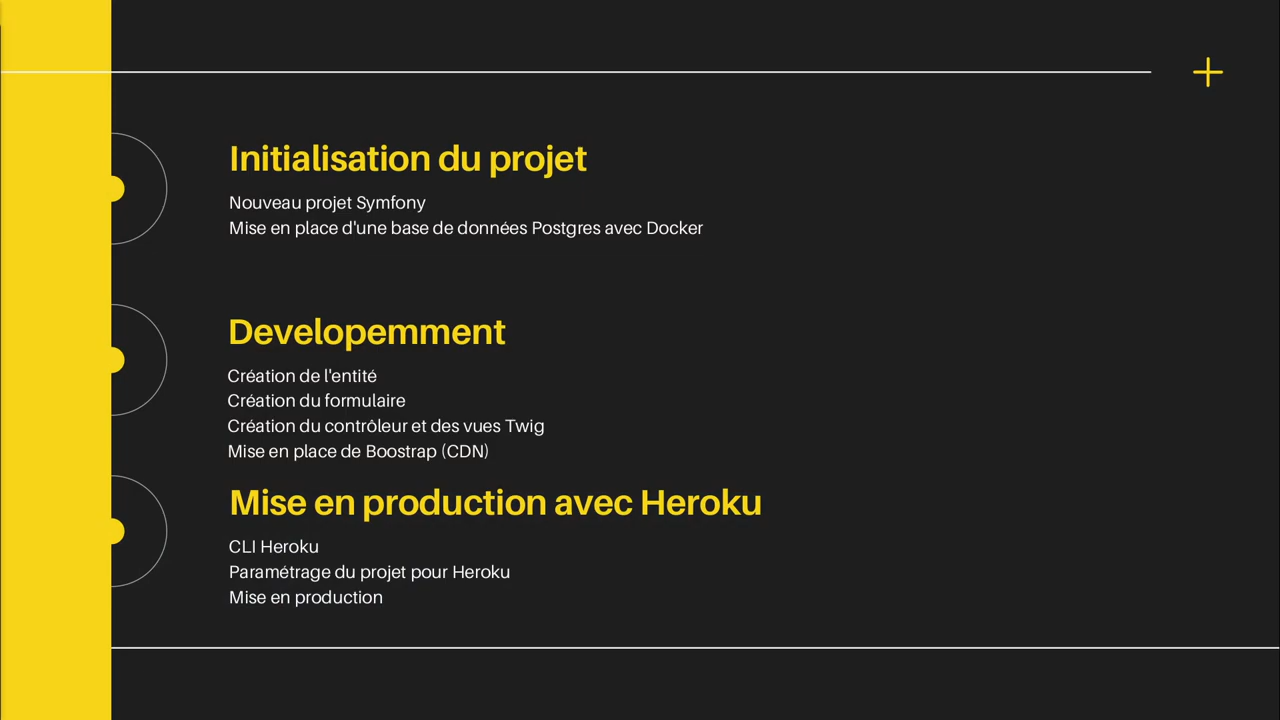 Initialisation du projet
Nouveau projet Symfony
Mise en place d'une base de données Postgres avec Docker
Developemment
Création de l'entité
Création du formulaire
Création du contrôleur et des vues Twig
Mise en place de Boostrap (CDN)
Mise en production avec Heroku
CLI Heroku
Paramétrage du projet pour Heroku
Mise en production